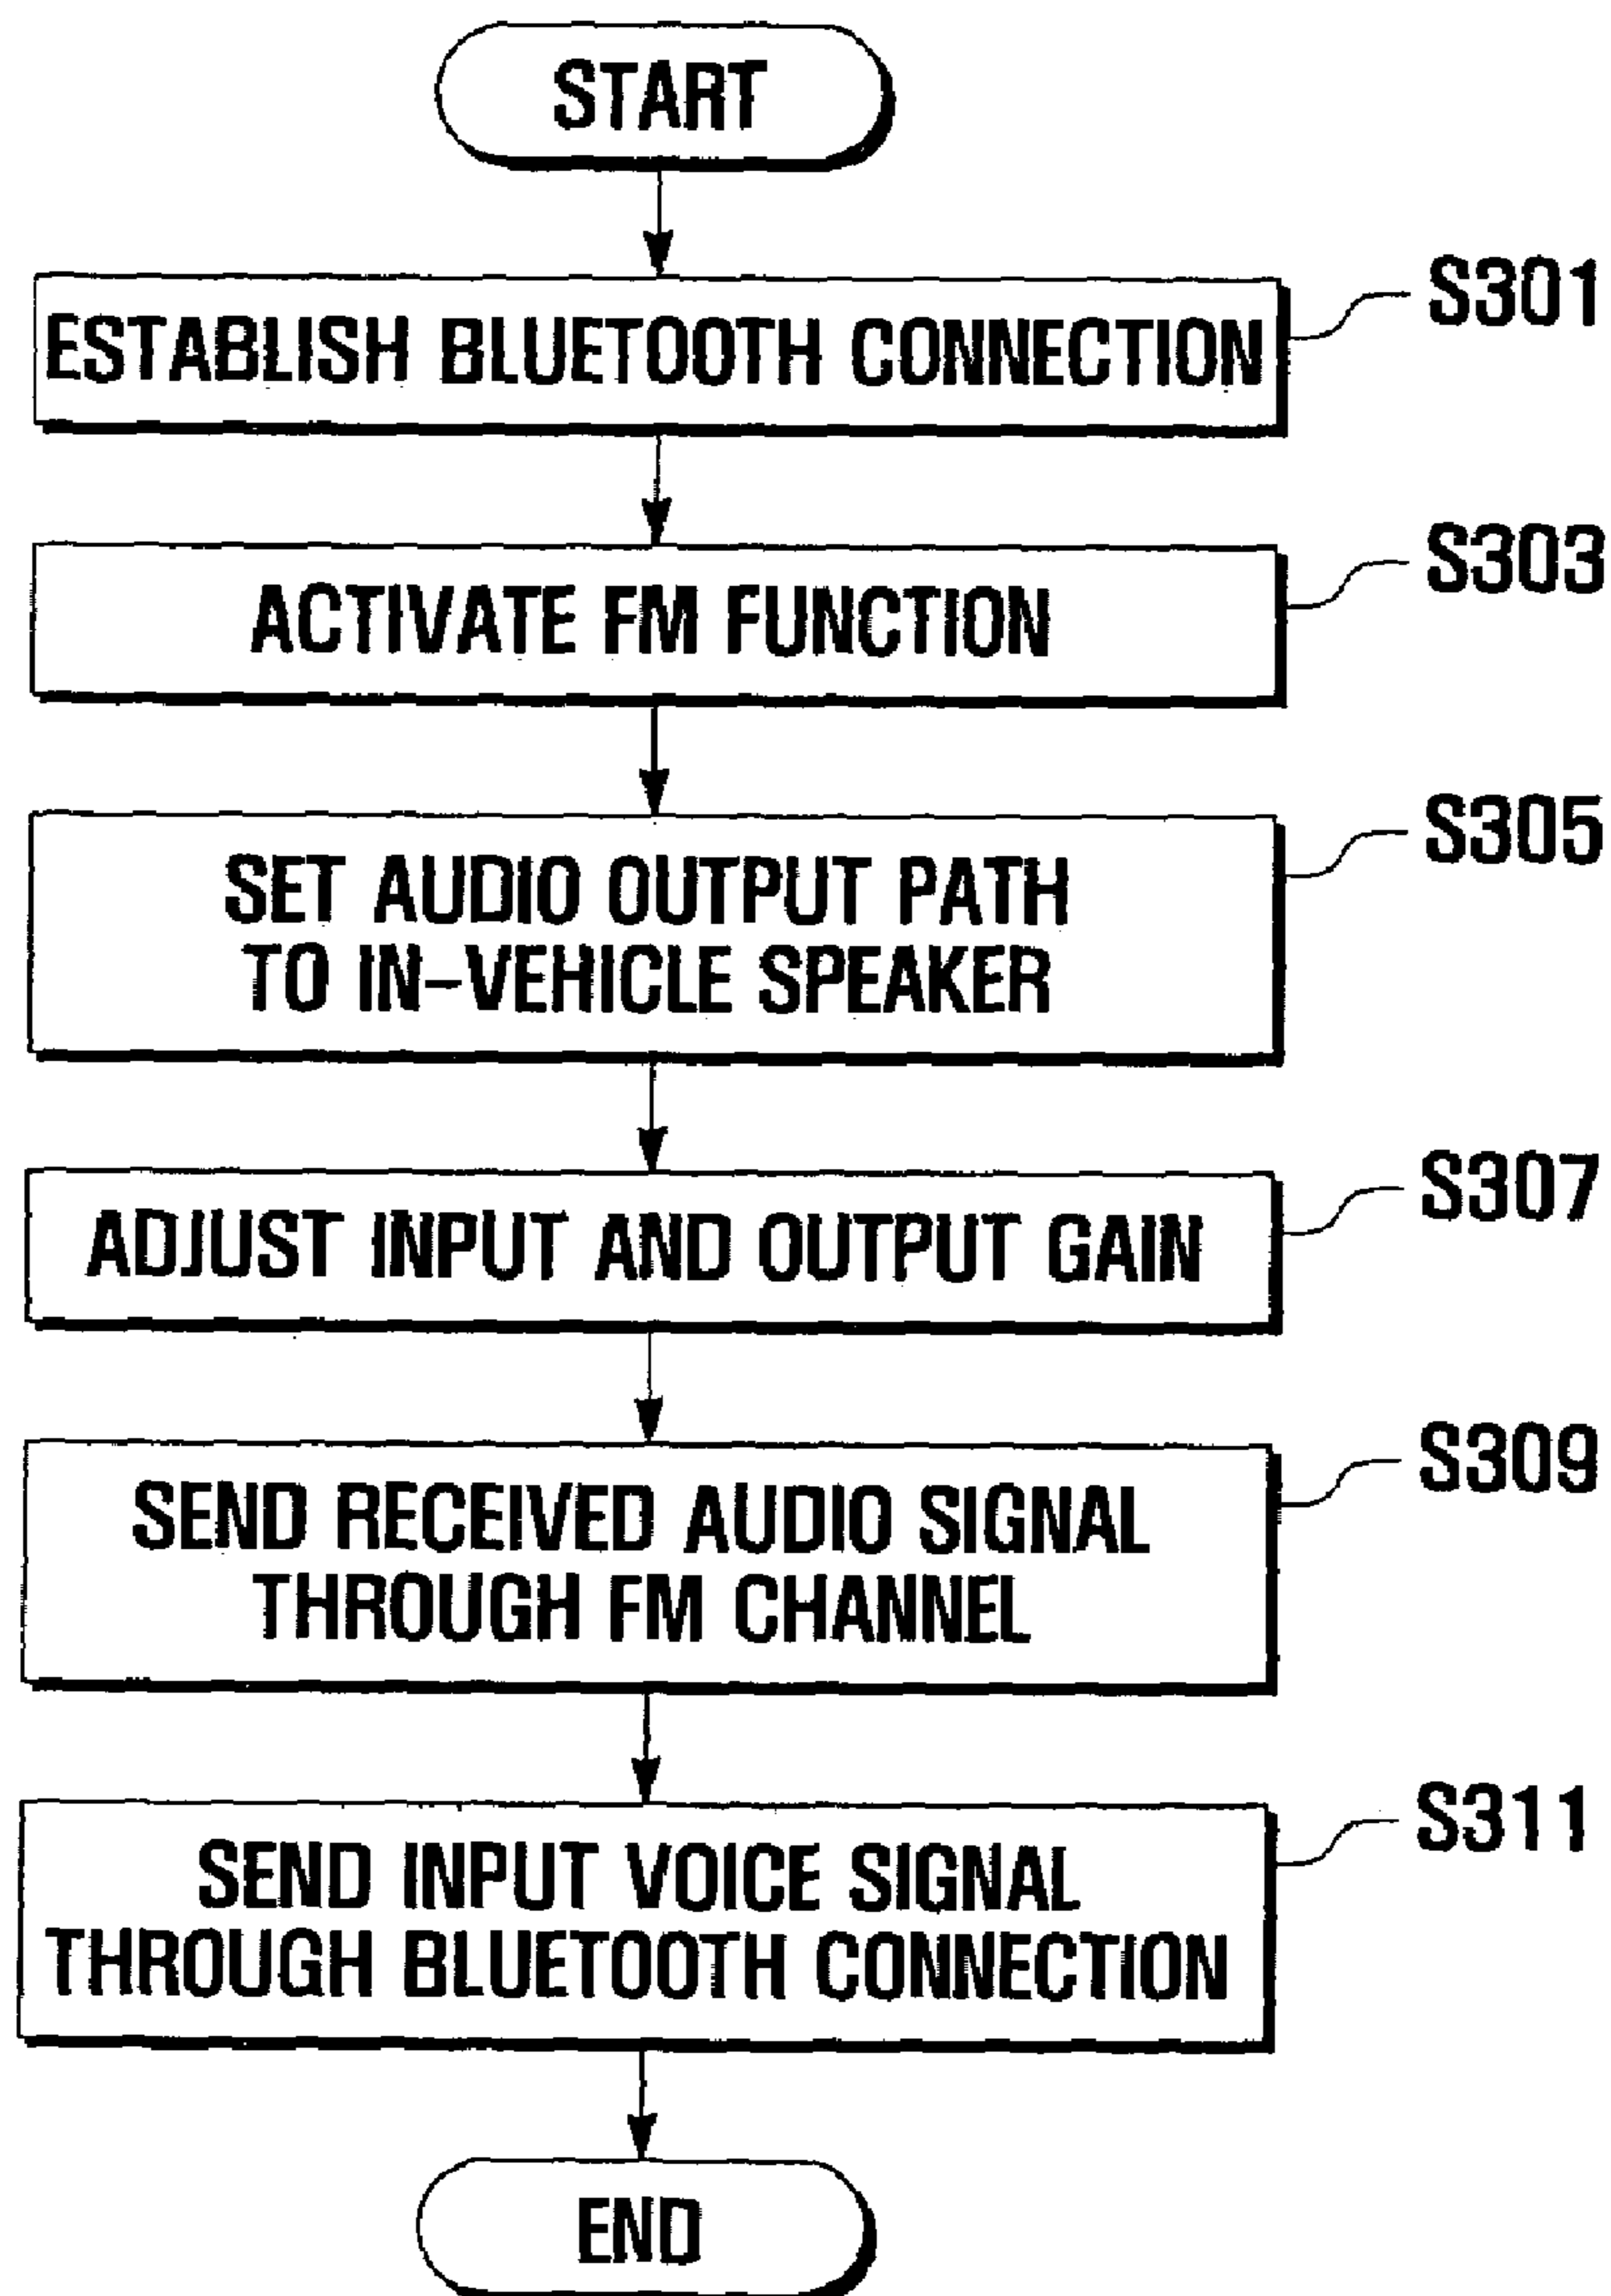 START
ESTABLISH BLUETOOTH CONNECTION
S301
ACTIVATE FM FUNCTION
S303
SET AUDIO OUTPUT PATH
TO IN-VEHICLE SPEAKER
S305
ADJUST INPUT AND OUTPUT GAIN
S307
SEND RECEIVED AUDIO SIGNAL
THROUGH FM CHANNEL
S309
SEND INPUT VOICE SIGNAL
THROUGH BLUETOOTH CONNECTION
S311
END